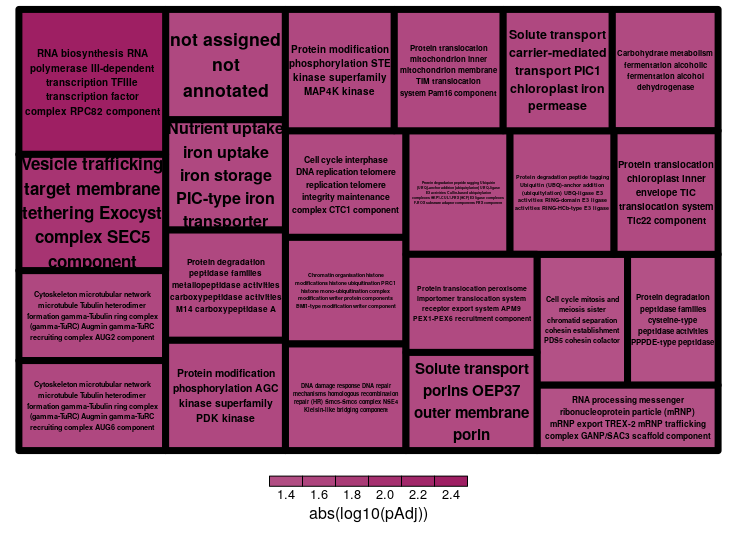 RNA biosynthesis RNA
polymerase III-dependent
transcription TFIIIe
transcription factor
complex RPC82 component
Vesicle trafficking
target membrane
tethering Exocyst
complex SEC5
component
Cytoskeleton microtubular network
microtubule Tubulin heterodimer
formation gamma-Tubulin ring complex
(gamma-TuRC) Augmin gamma-TuRC
recruiting complex AUG2 component
Cytoskeleton microtubular network
microtubule Tubulin heterodimer
formation gamma-Tubulin ring complex
(gamma-TuRC) Augmin gamma-TuRC
recruiting complex AUG6 component
not assigned
not
annotated
Nutrient uptake
iron uptake
iron storage
PIC-type iron
transporter
Protein degradation
peptidase families
metallopeptidase activities
carboxypeptidase activities
M14 carboxypeptidase A
Protein modification
phosphorylation AGC
kinase superfamily
PDK kinase
Protein modification
phosphorylation STE
kinase superfamily
MAP4K kinase
Protein translocation
mitochondrion inner
mitochondrion membrane
TIM translocation
system Pam16 component
Solute transport
carrier-mediated
transport PIC1
chloroplast iron
permease
Carbohydrate metabolism
fermentation alcoholic
fermentation alcohol
dehydrogenase
Cell cycle interphase
DNA replication telomere
replication telomere
integrity maintenance
complex CTC1 component
Chromatin organisation histone
modifications histone ubiquitination PRC1
histone mono-ubiquitination complex
modification writer protein components
BMI1-type modification writer component
DNA damage response DNA repair
mechanisms homologous recombination
repair (HR) Smc5-Smc6 complex NSE4
Kleisin-like bridging component
Protein degradation peptide tagging Ubiquitin
(UBQ)-anchor addition (ubiquitylation) UBQ-ligase
Protein degradation peptide tagging
Ubiquitin (UBQ)-anchor addition
(ubiquitylation) UBQ-ligase E3
activities RING-domain E3 ligase
activities RING-HCb-type E3 ligase
Protein translocation
chloroplast inner
envelope TIC
translocation system
Tic22 component
Protein translocation peroxisome
importomer translocation system
receptor export system APM9
PEX1-PEX6 recruitment component
Solute transport
porins OEP37
outer membrane
porin
Cell cycle mitosis and
meiosis sister
chromatid separation
cohesin establishment
PDS5 cohesin cofactor
Protein degradation
peptidase families
cysteine-type
peptidase activities
PPPDE-type peptidase
RNA processing messenger
ribonucleoprotein particle (mRNP)
mRNP export TREX-2 mRNP trafficking
complex GANP/SAC3 scaffold component
1.4 1.6 1.8 2.0 2.2 2.4
abs(log10(pAdj))